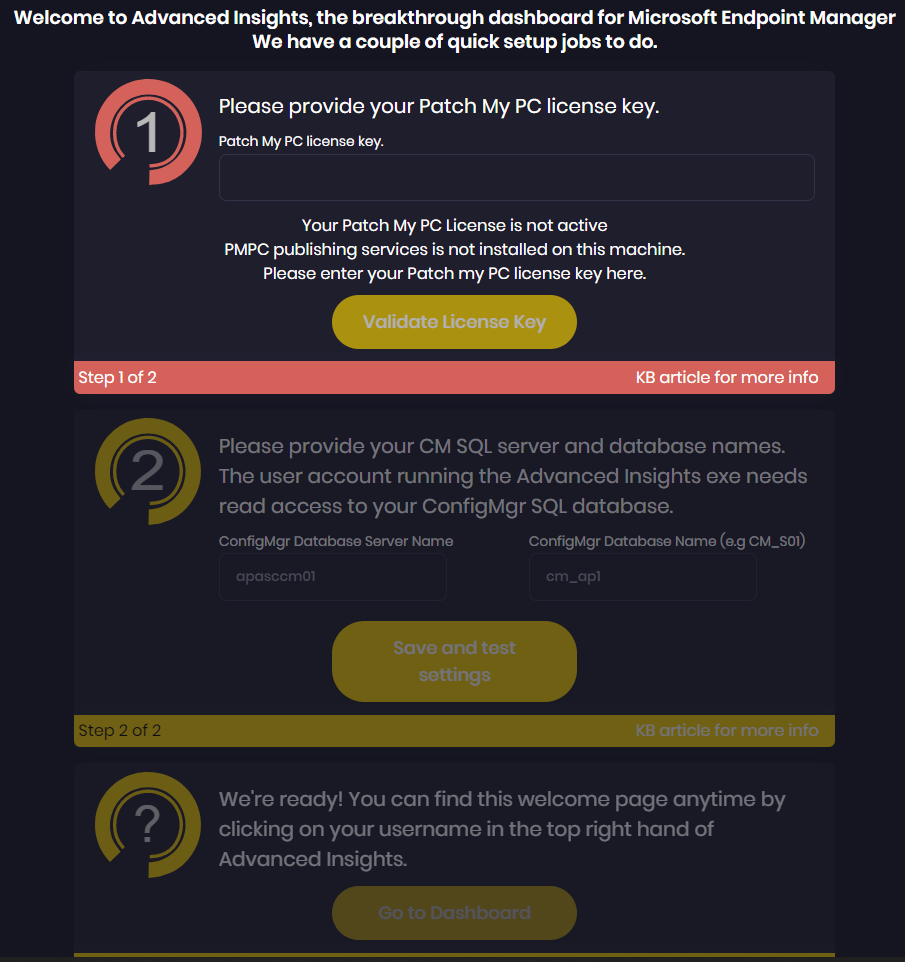 Welcome to Advanced Insights, the breakthrough dashboard for Microsoft Endpoint Manager
We have a couple of quick setup jobs to do.
1
Please provide your Patch My PC license key.
Patch My PC license key.
Your Patch My PC License is not active
PMPC publishing services is not installed on this machine.
Please enter your Patch my PC license key here.
Validate License Key
Step 1 of 2
KB article for more info
2
Please provide your CM SQL server and database names.
The user account running the Advanced Insights exe needs
read access to your ConfigMgr SQL database.
ConfigMgr Database Server Name
ConfigMgr Database Name (e.g CM_S01)
apasccm01
cm_ap1
Save and test
settings
Step 2 of 2
KB article for more info
?
We're ready! You can find this welcome page anytime by
clicking on your username in the top right hand of
Advanced Insights.
Go to Dashboard